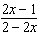 2x − 1
2 − 2x